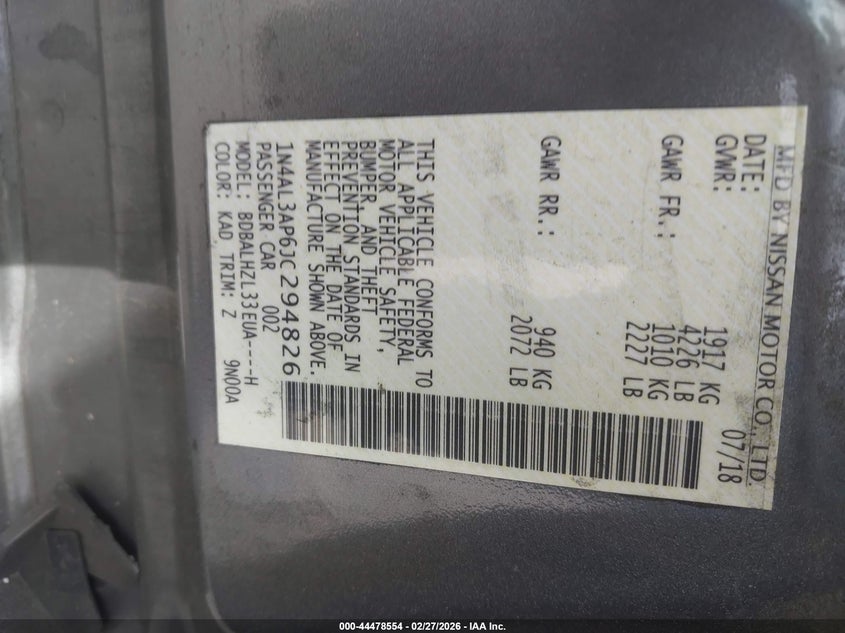 MFD BY NISSAN MOTOR CO., LTD.
DATE: 07/18
GVWR: 1917 KG
4226 LB
GAWR FR.: 1010 KG
2227 LB
GAWR RR.: 940 KG
2072 LB
THIS VEHICLE CONFORMS TO
ALL APPLICABLE FEDERAL
MOTOR VEHICLE SAFETY,
BUMPER, AND THEFT
PREVENTION STANDARDS IN
EFFECT ON THE DATE OF
MANUFACTURE SHOWN ABOVE.
1N4AL3AP6JC294826
PASSENGER CAR 002
MODEL: BDBALHZL33EUA----H
COLOR: KAD TRIM: Z 9N00A
000-44478554 | 02/27/2026 - IAA Inc.